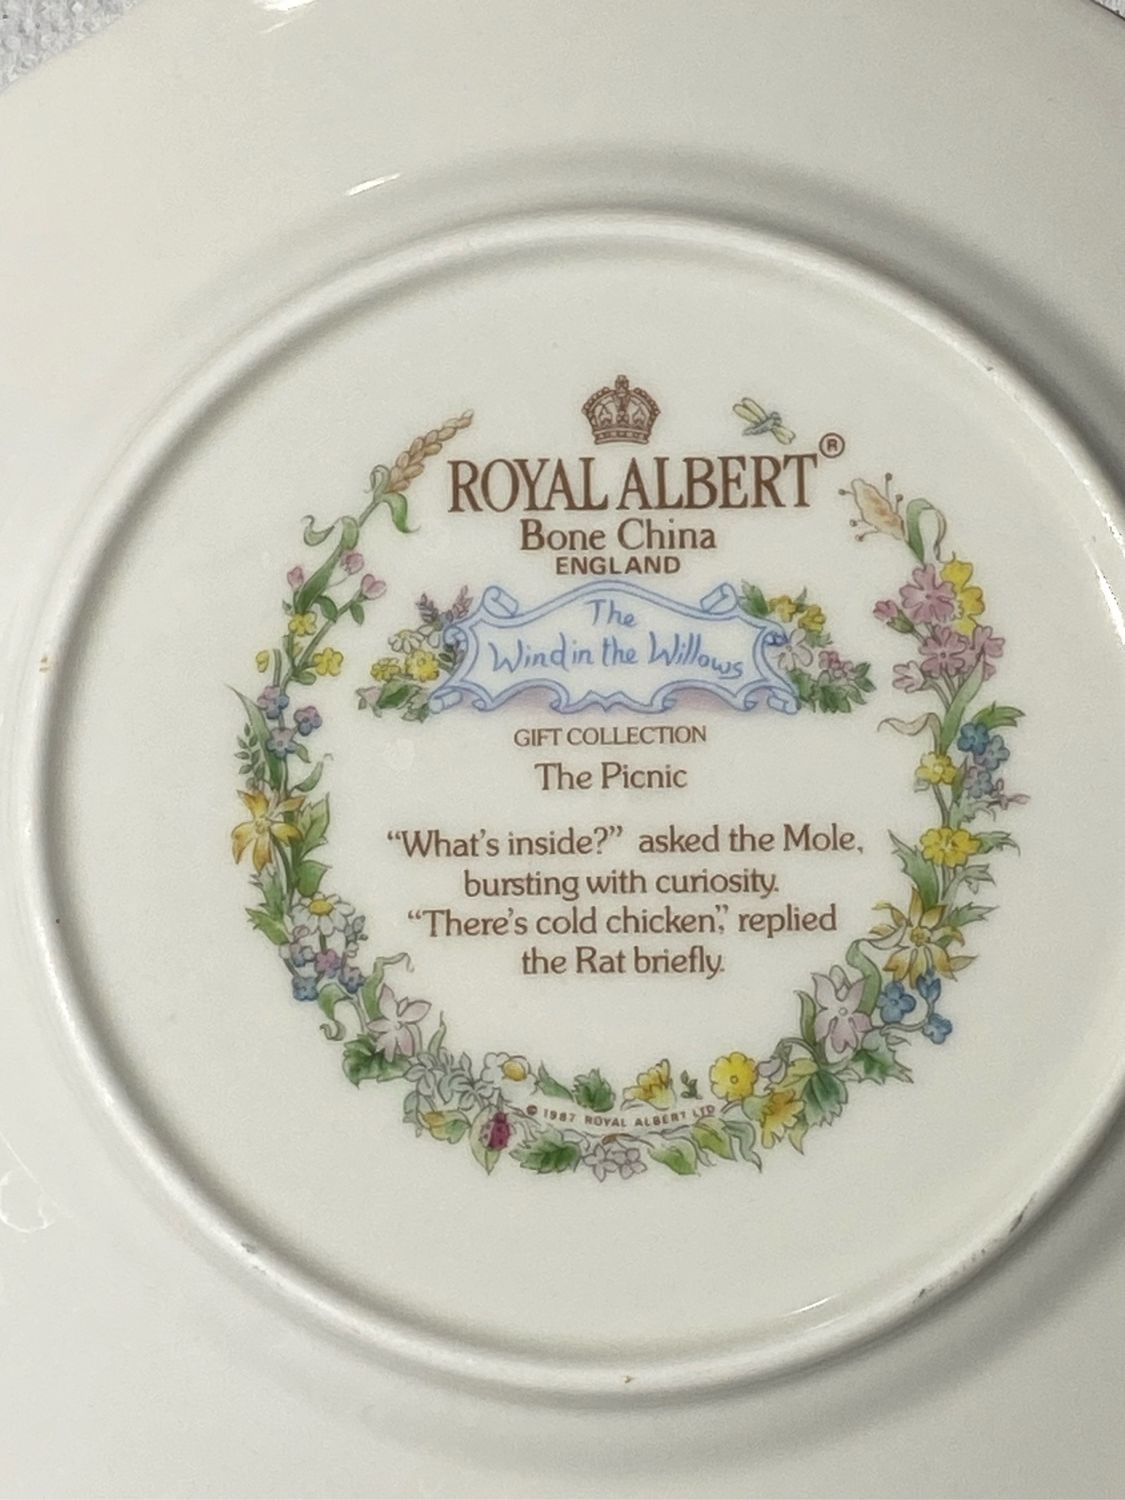 ROYAL ALBERT®
Bone China
ENGLAND
The
Wind in the Willows
GIFT COLLECTION
The Picnic
“What’s inside?” asked the Mole,
bursting with curiosity.
“There’s cold chicken,” replied
the Rat briefly.
© 1987 ROYAL ALBERT LTD